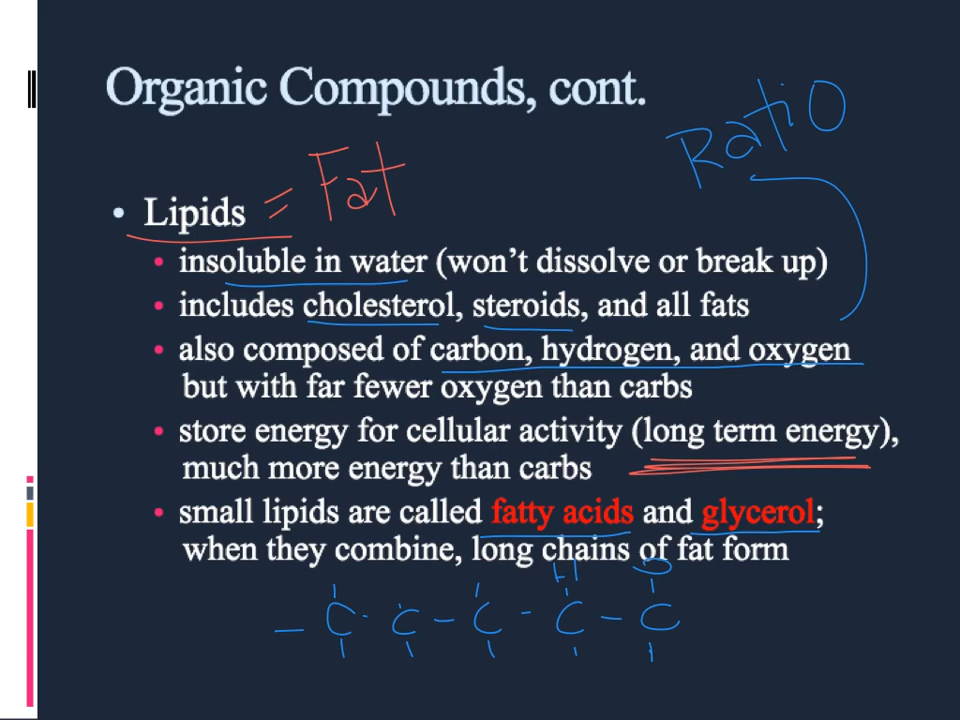 Organic Compounds, cont.
Ratio
• Lipids = Fat
• insoluble in water (won't dissolve or break up)
• includes cholesterol, steroids, and all fats
• also composed of carbon, hydrogen, and oxygen
but with far fewer oxygen than carbs
• store energy for cellular activity (long term energy),
much more energy than carbs
• small lipids are called fatty acids and glycerol;
when they combine, long chains of fat form
H O
– C - C – C - C – C